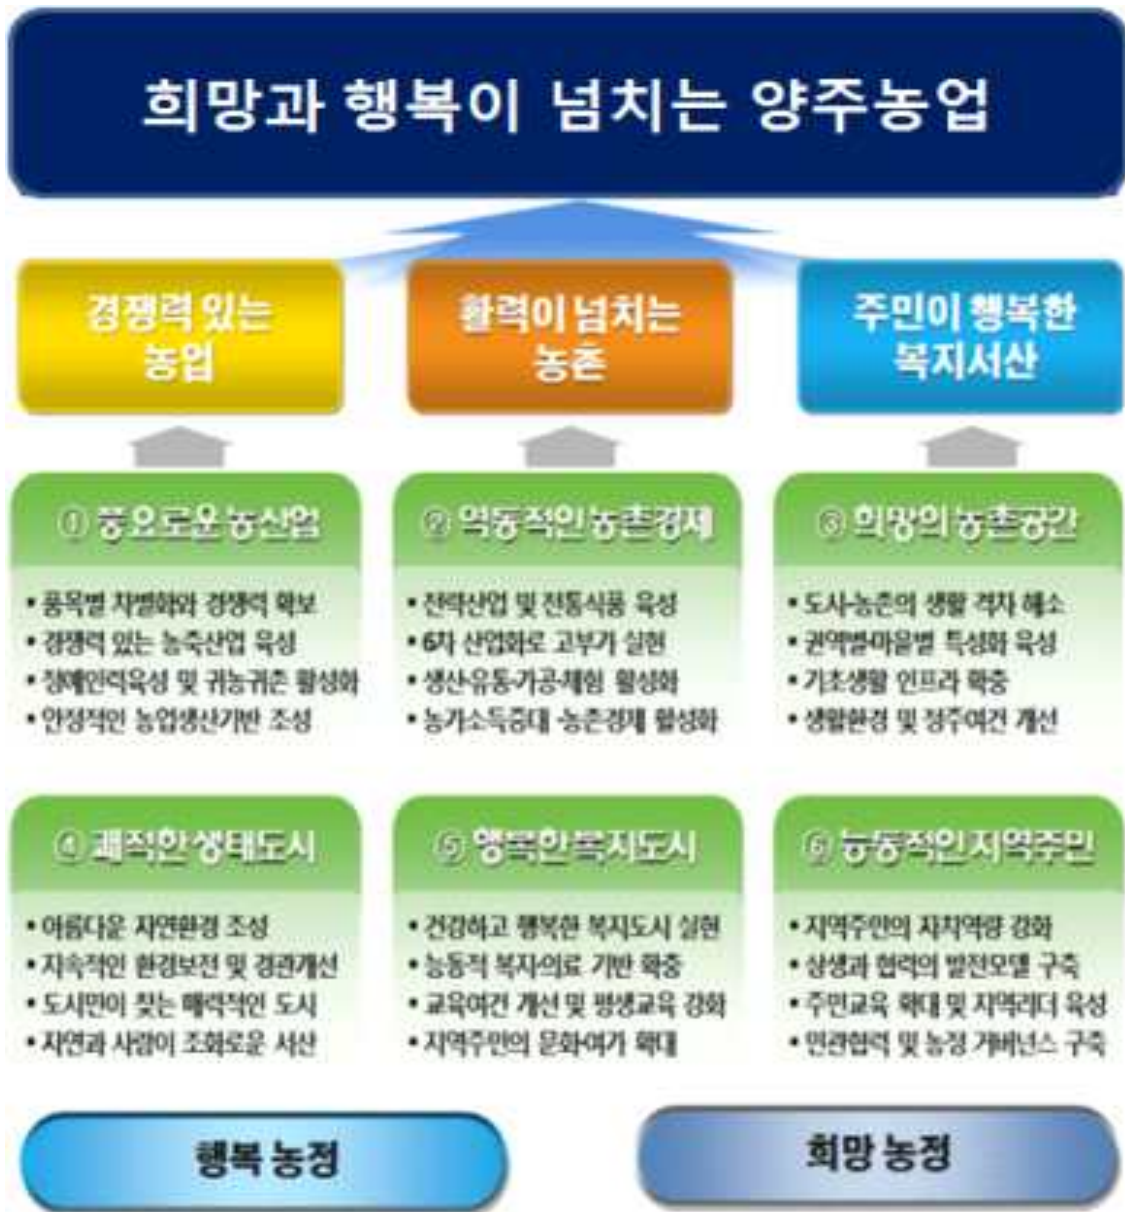 희망과 행복이 넘치는 양주농업
경쟁력 있는
농업
활력이 넘치는
농촌
주민이 행복한
복지서산
① 풍요로운 농산업
• 품목별 차별화와 경쟁력 확보
• 경쟁력 있는 농축산업 육성
• 정예인력육성 및 귀농귀촌 활성화
• 안정적인 농업생산기반 조성
② 역동적인 농촌경제
• 전략산업 및 전통식품 육성
• 6차 산업화로 고부가 실현
• 생산·유통·가공·체험 활성화
• 농가소득증대 ·농촌경제 활성화
③ 희망의 농촌공간
• 도시·농촌의 생활 격차 해소
• 권역별·마을별 특성화 육성
• 기초생활 인프라 확충
• 생활환경 및 정주여건 개선
④ 쾌적한 생태도시
• 아름다운 자연환경 조성
• 지속적인 환경보전 및 경관개선
• 도시민이 찾는 매력적인 도시
• 자연과 사람이 조화로운 서산
⑤ 행복한 복지도시
• 건강하고 행복한 복지도시 실현
• 능동적 복지·의료 기반 확충
• 교육여건 개선 및 평생교육 강화
• 지역주민의 문화·여가 확대
⑥ 능동적인 지역주민
• 지역주민의 자치역량 강화
• 상생과 협력의 발전모델 구축
• 주민교육 확대 및 지역리더 육성
• 민관협력 및 농정 거버넌스 구축
행복 농정
희망 농정